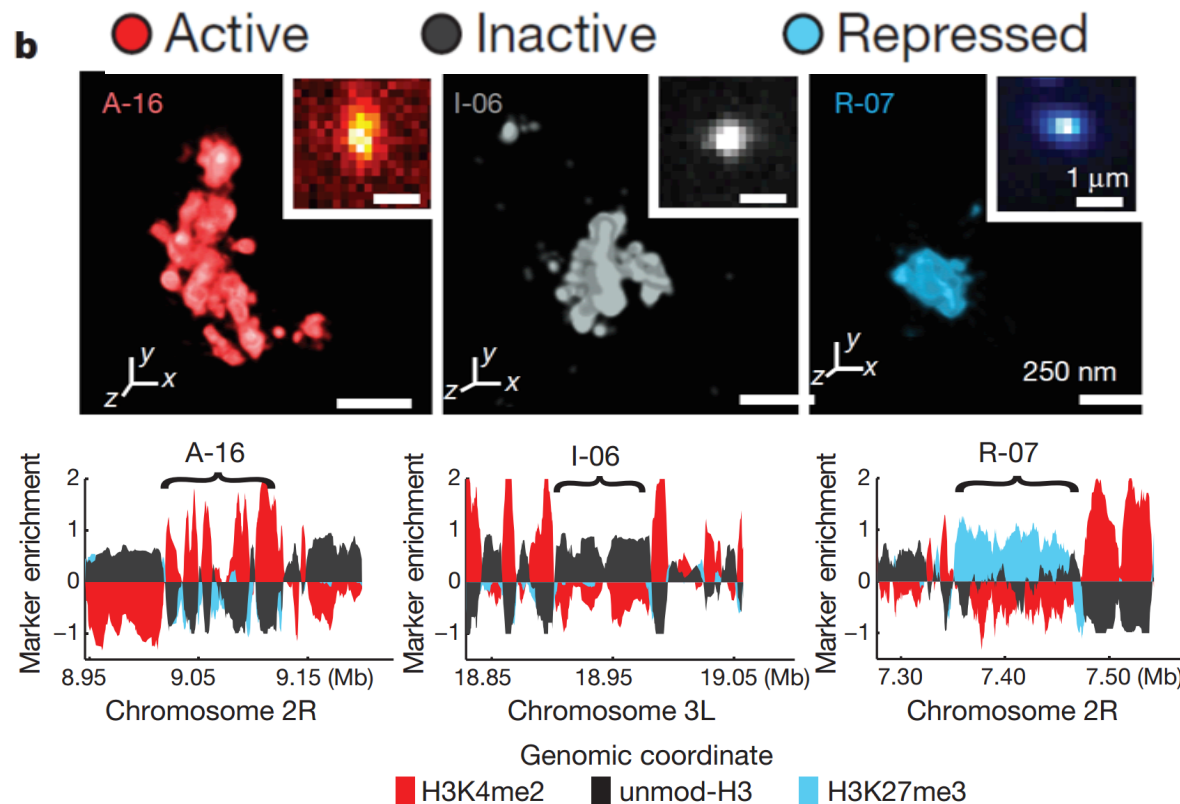 b
Active Inactive Repressed
A-16 I-06 R-07
1 μm
y y y
x x x
z z z
250 nm
A-16 I-06 R-07
Marker enrichment Marker enrichment Marker enrichment
2 2 2
1 1 1
0 0 0
−1 −1 −1
8.95 9.05 9.15 (Mb) 18.85 18.95 19.05 (Mb) 7.30 7.40 7.50 (Mb)
Chromosome 2R Chromosome 3L Chromosome 2R
Genomic coordinate
H3K4me2 unmod-H3 H3K27me3